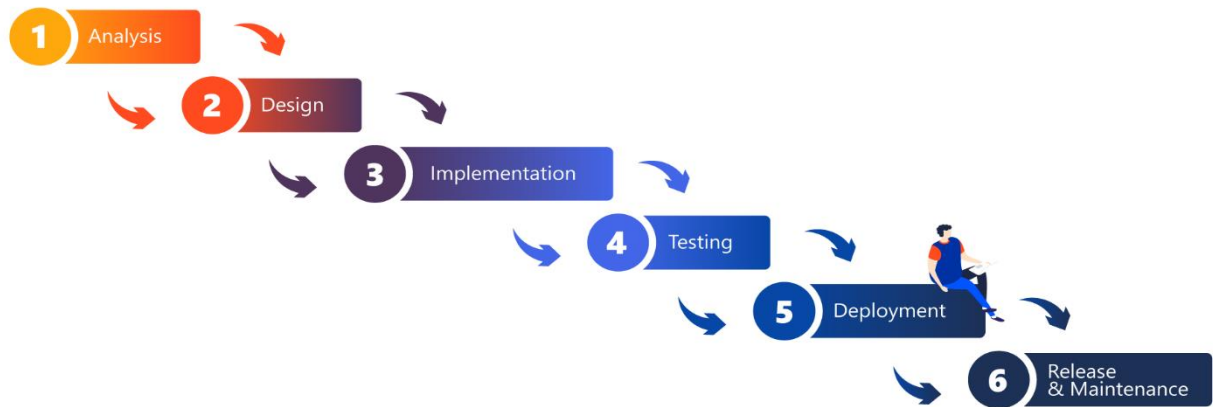 1 Analysis
2 Design
3 Implementation
4 Testing
5 Deployment
6 Release
& Maintenance